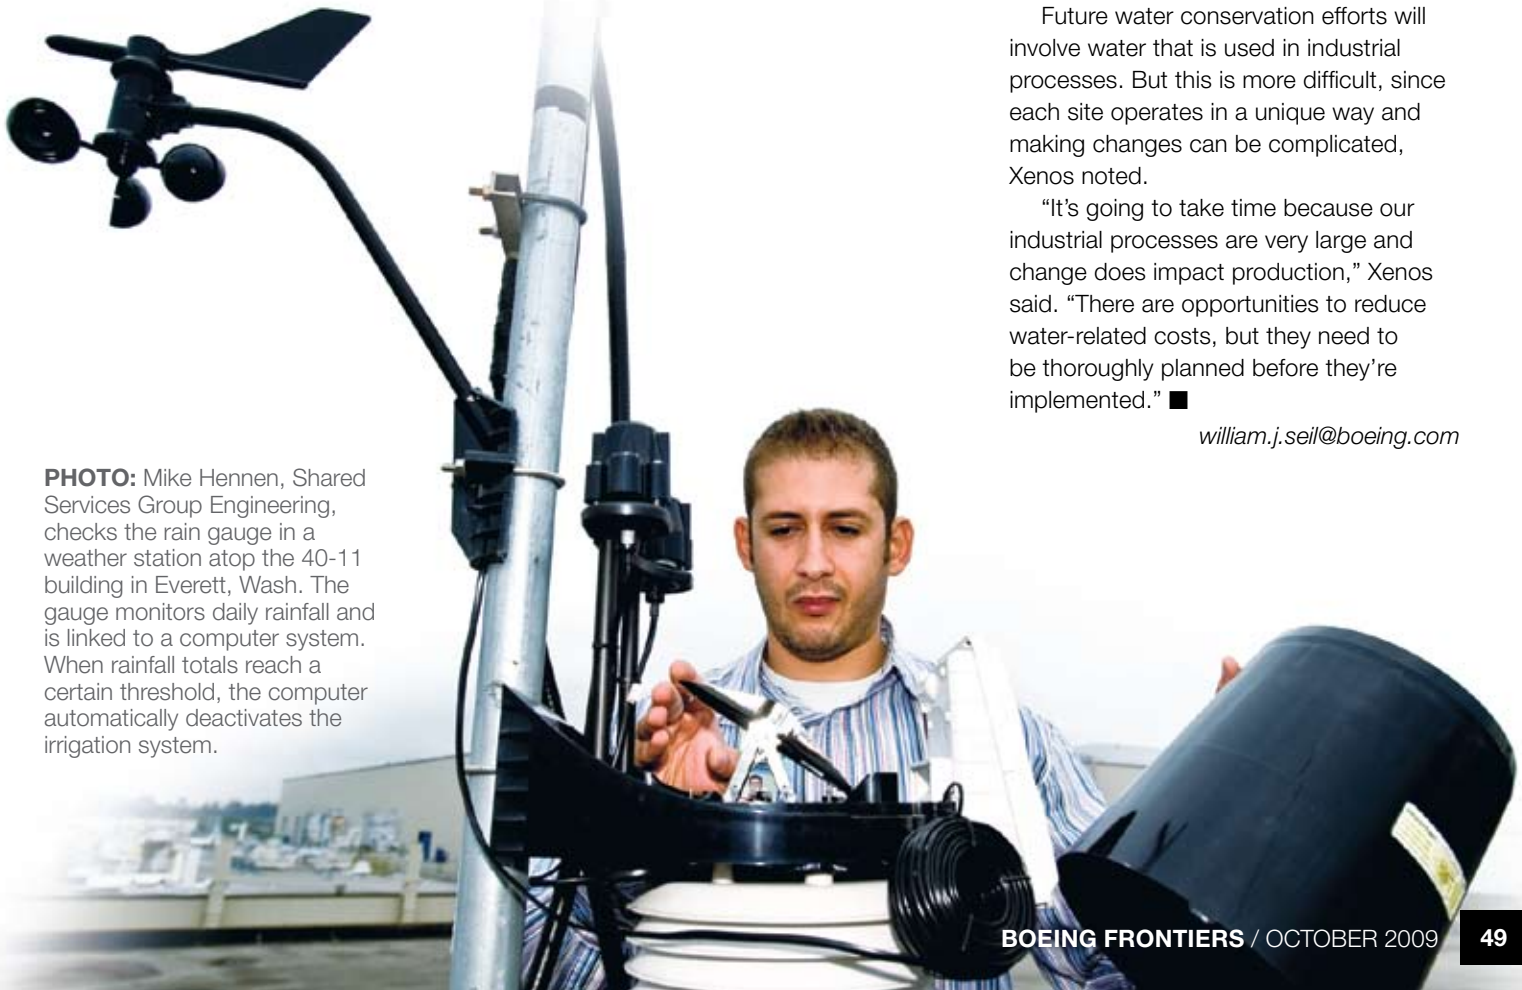 Future water conservation efforts will
involve water that is used in industrial
processes. But this is more difficult, since
each site operates in a unique way and
making changes can be complicated,
Xenos noted.
“It’s going to take time because our
industrial processes are very large and
change does impact production,” Xenos
said. “There are opportunities to reduce
water-related costs, but they need to
be thoroughly planned before they’re
implemented.” ■
william.j.seil@boeing.com
PHOTO: Mike Hennen, Shared
Services Group Engineering,
checks the rain gauge in a
weather station atop the 40-11
building in Everett, Wash. The
gauge monitors daily rainfall and
is linked to a computer system.
When rainfall totals reach a
certain threshold, the computer
automatically deactivates the
irrigation system.
BOEING FRONTIERS / OCTOBER 2009 49